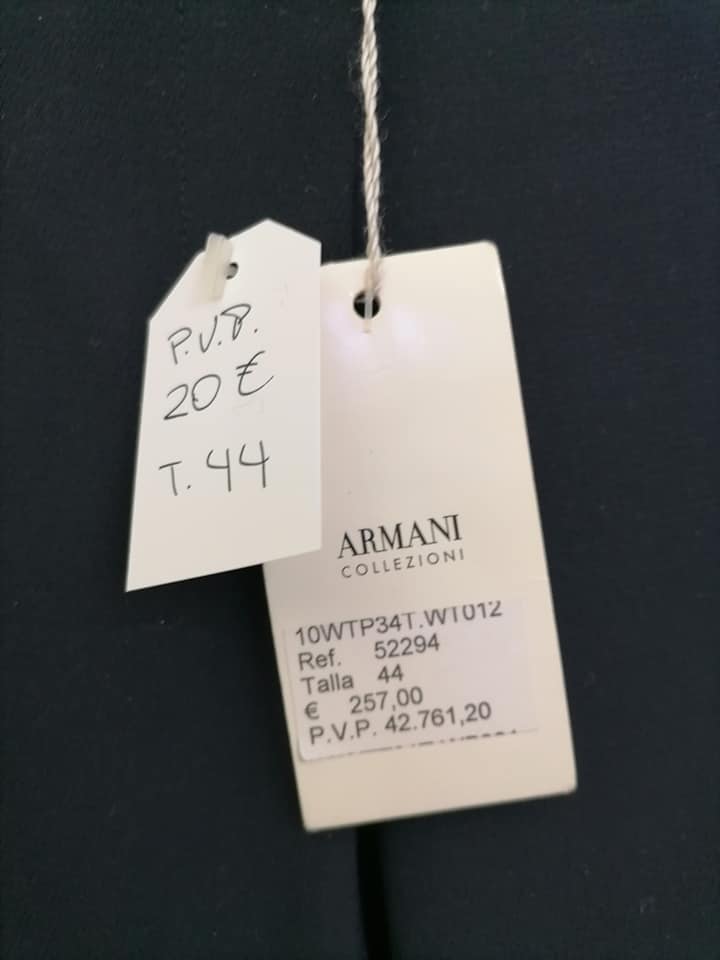 P.V.P.
20 €
T. 44
ARMANI
COLLEZIONI
10WTP34T.WT012
Ref. 52294
Talla 44
€ 257,00
P.V.P. 42.761,20